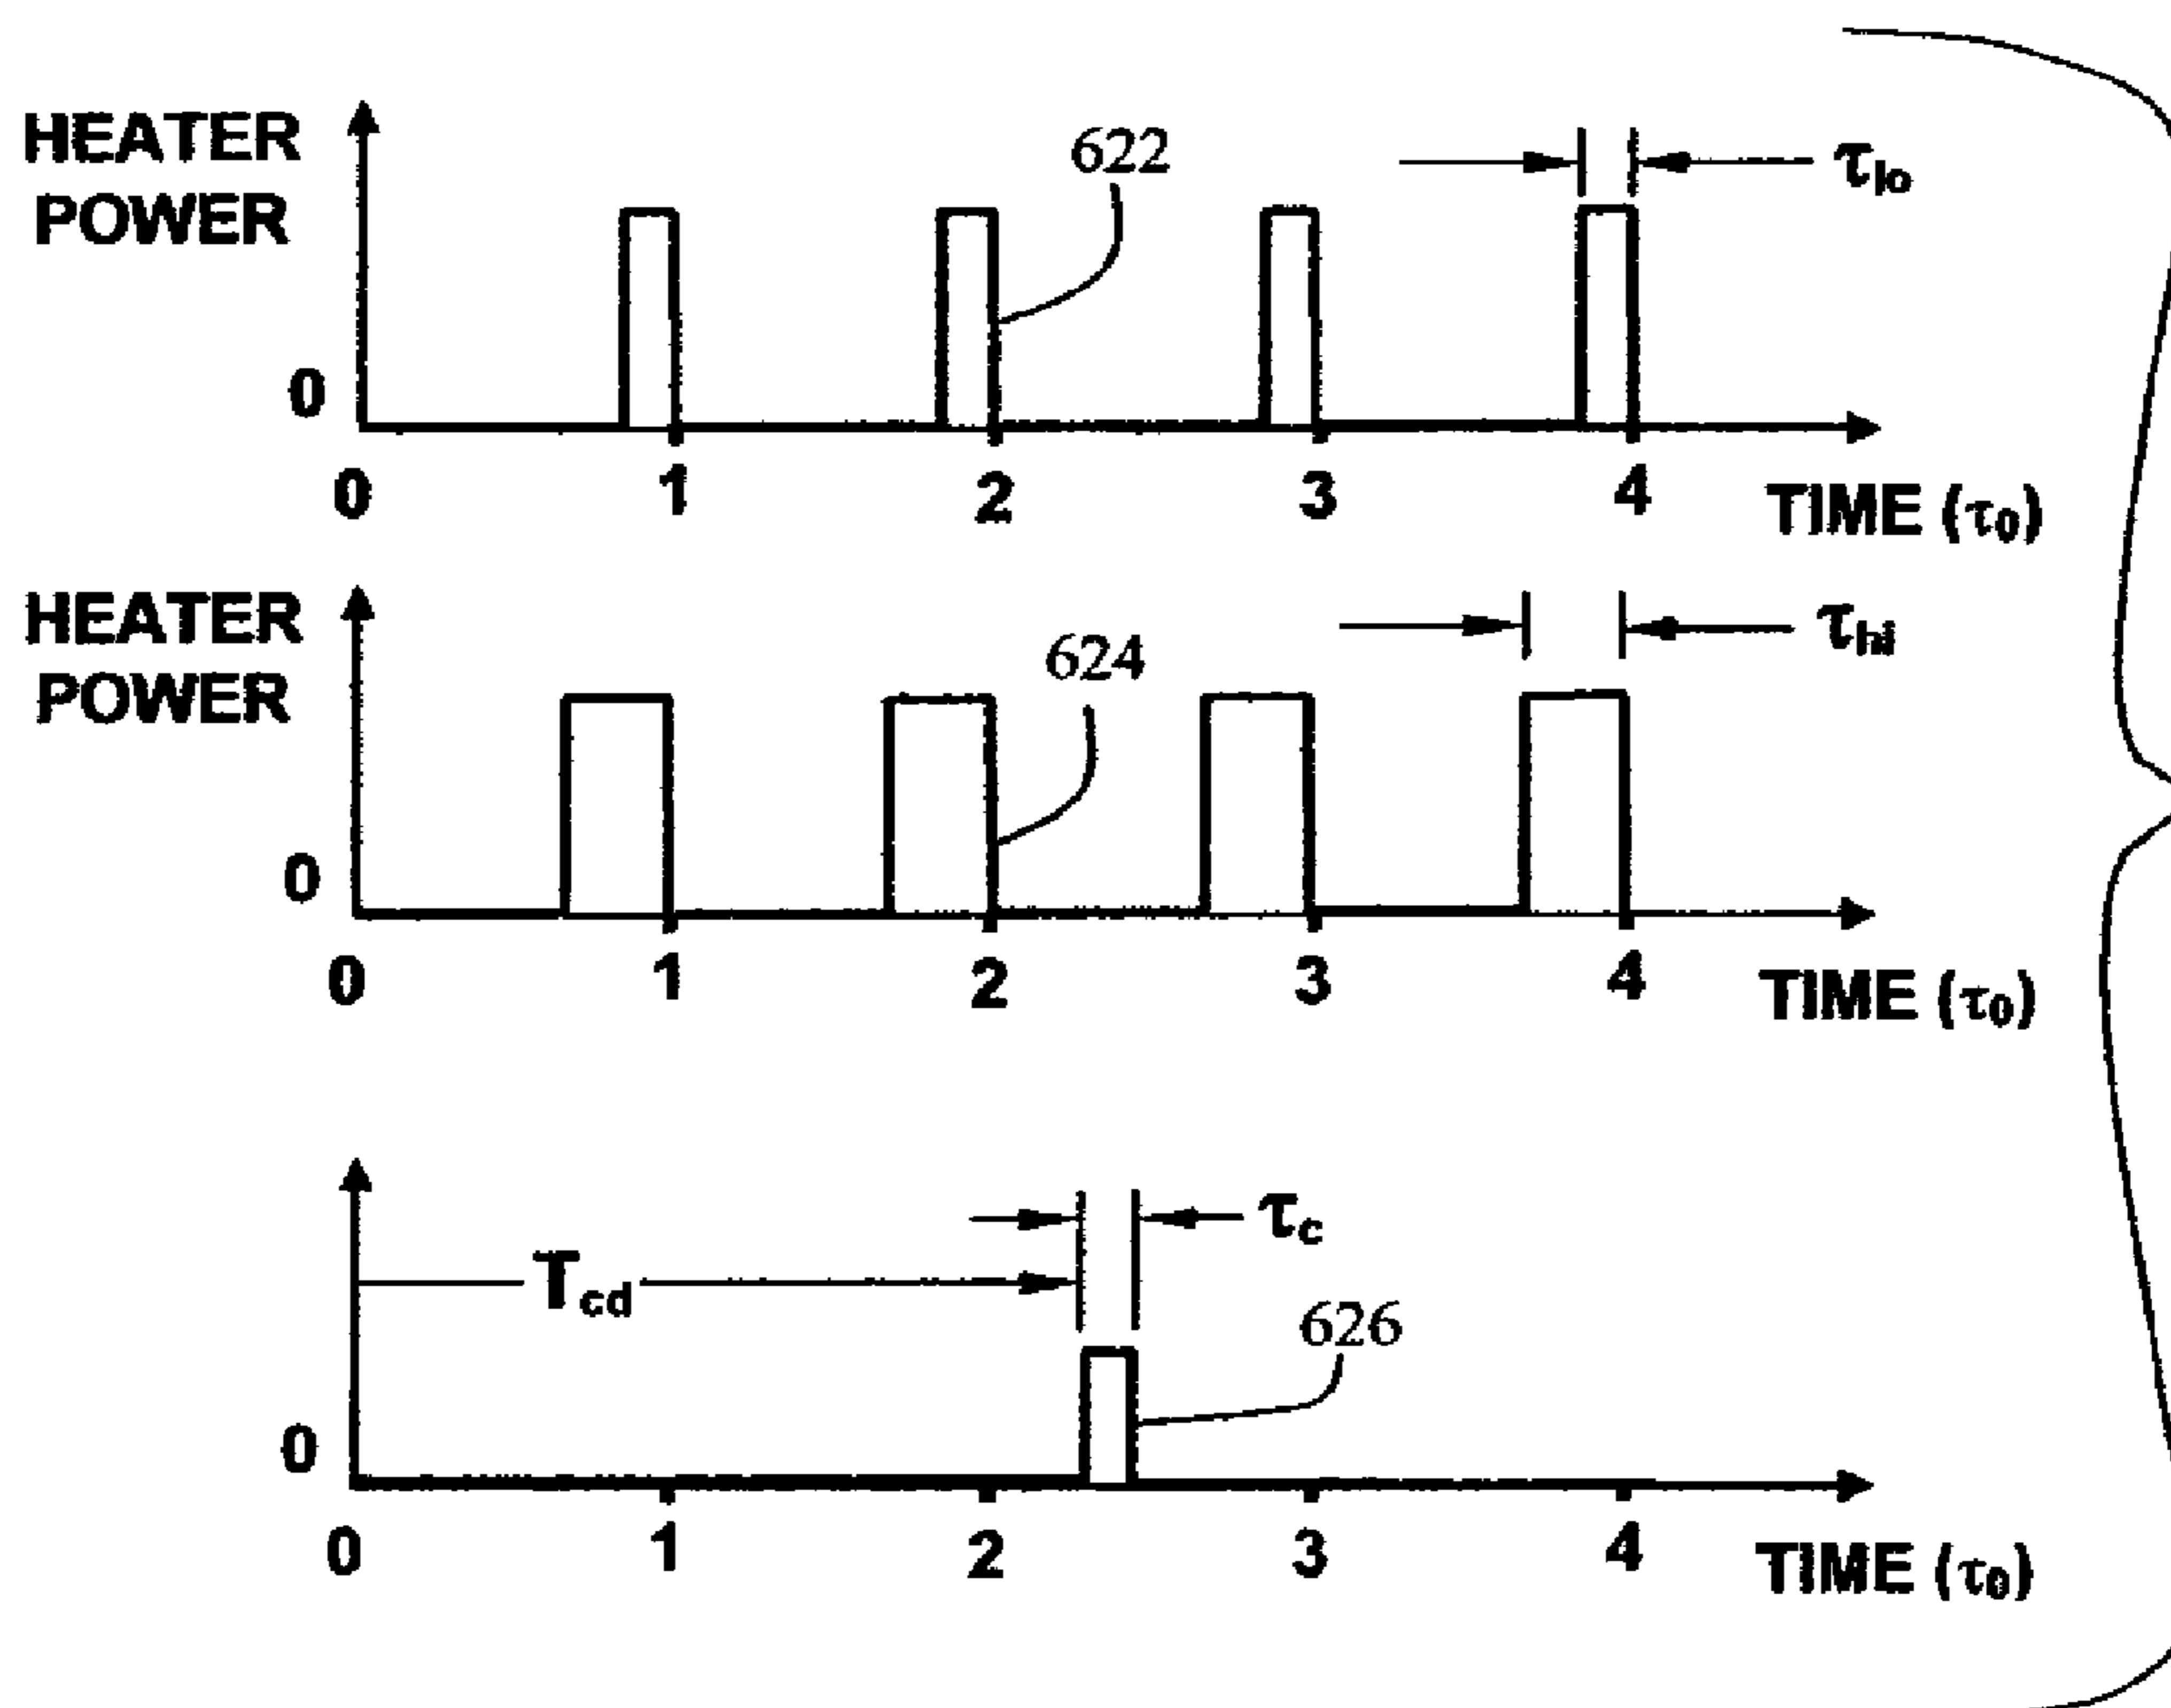 HEATER
POWER
622
τlo
0
0 1 2 3 4 TIME (τ0)
HEATER
POWER
624
τhi
0
0 1 2 3 4 TIME (τ0)
τc
Tcd
626
0
0 1 2 3 4 TIME (τ0)